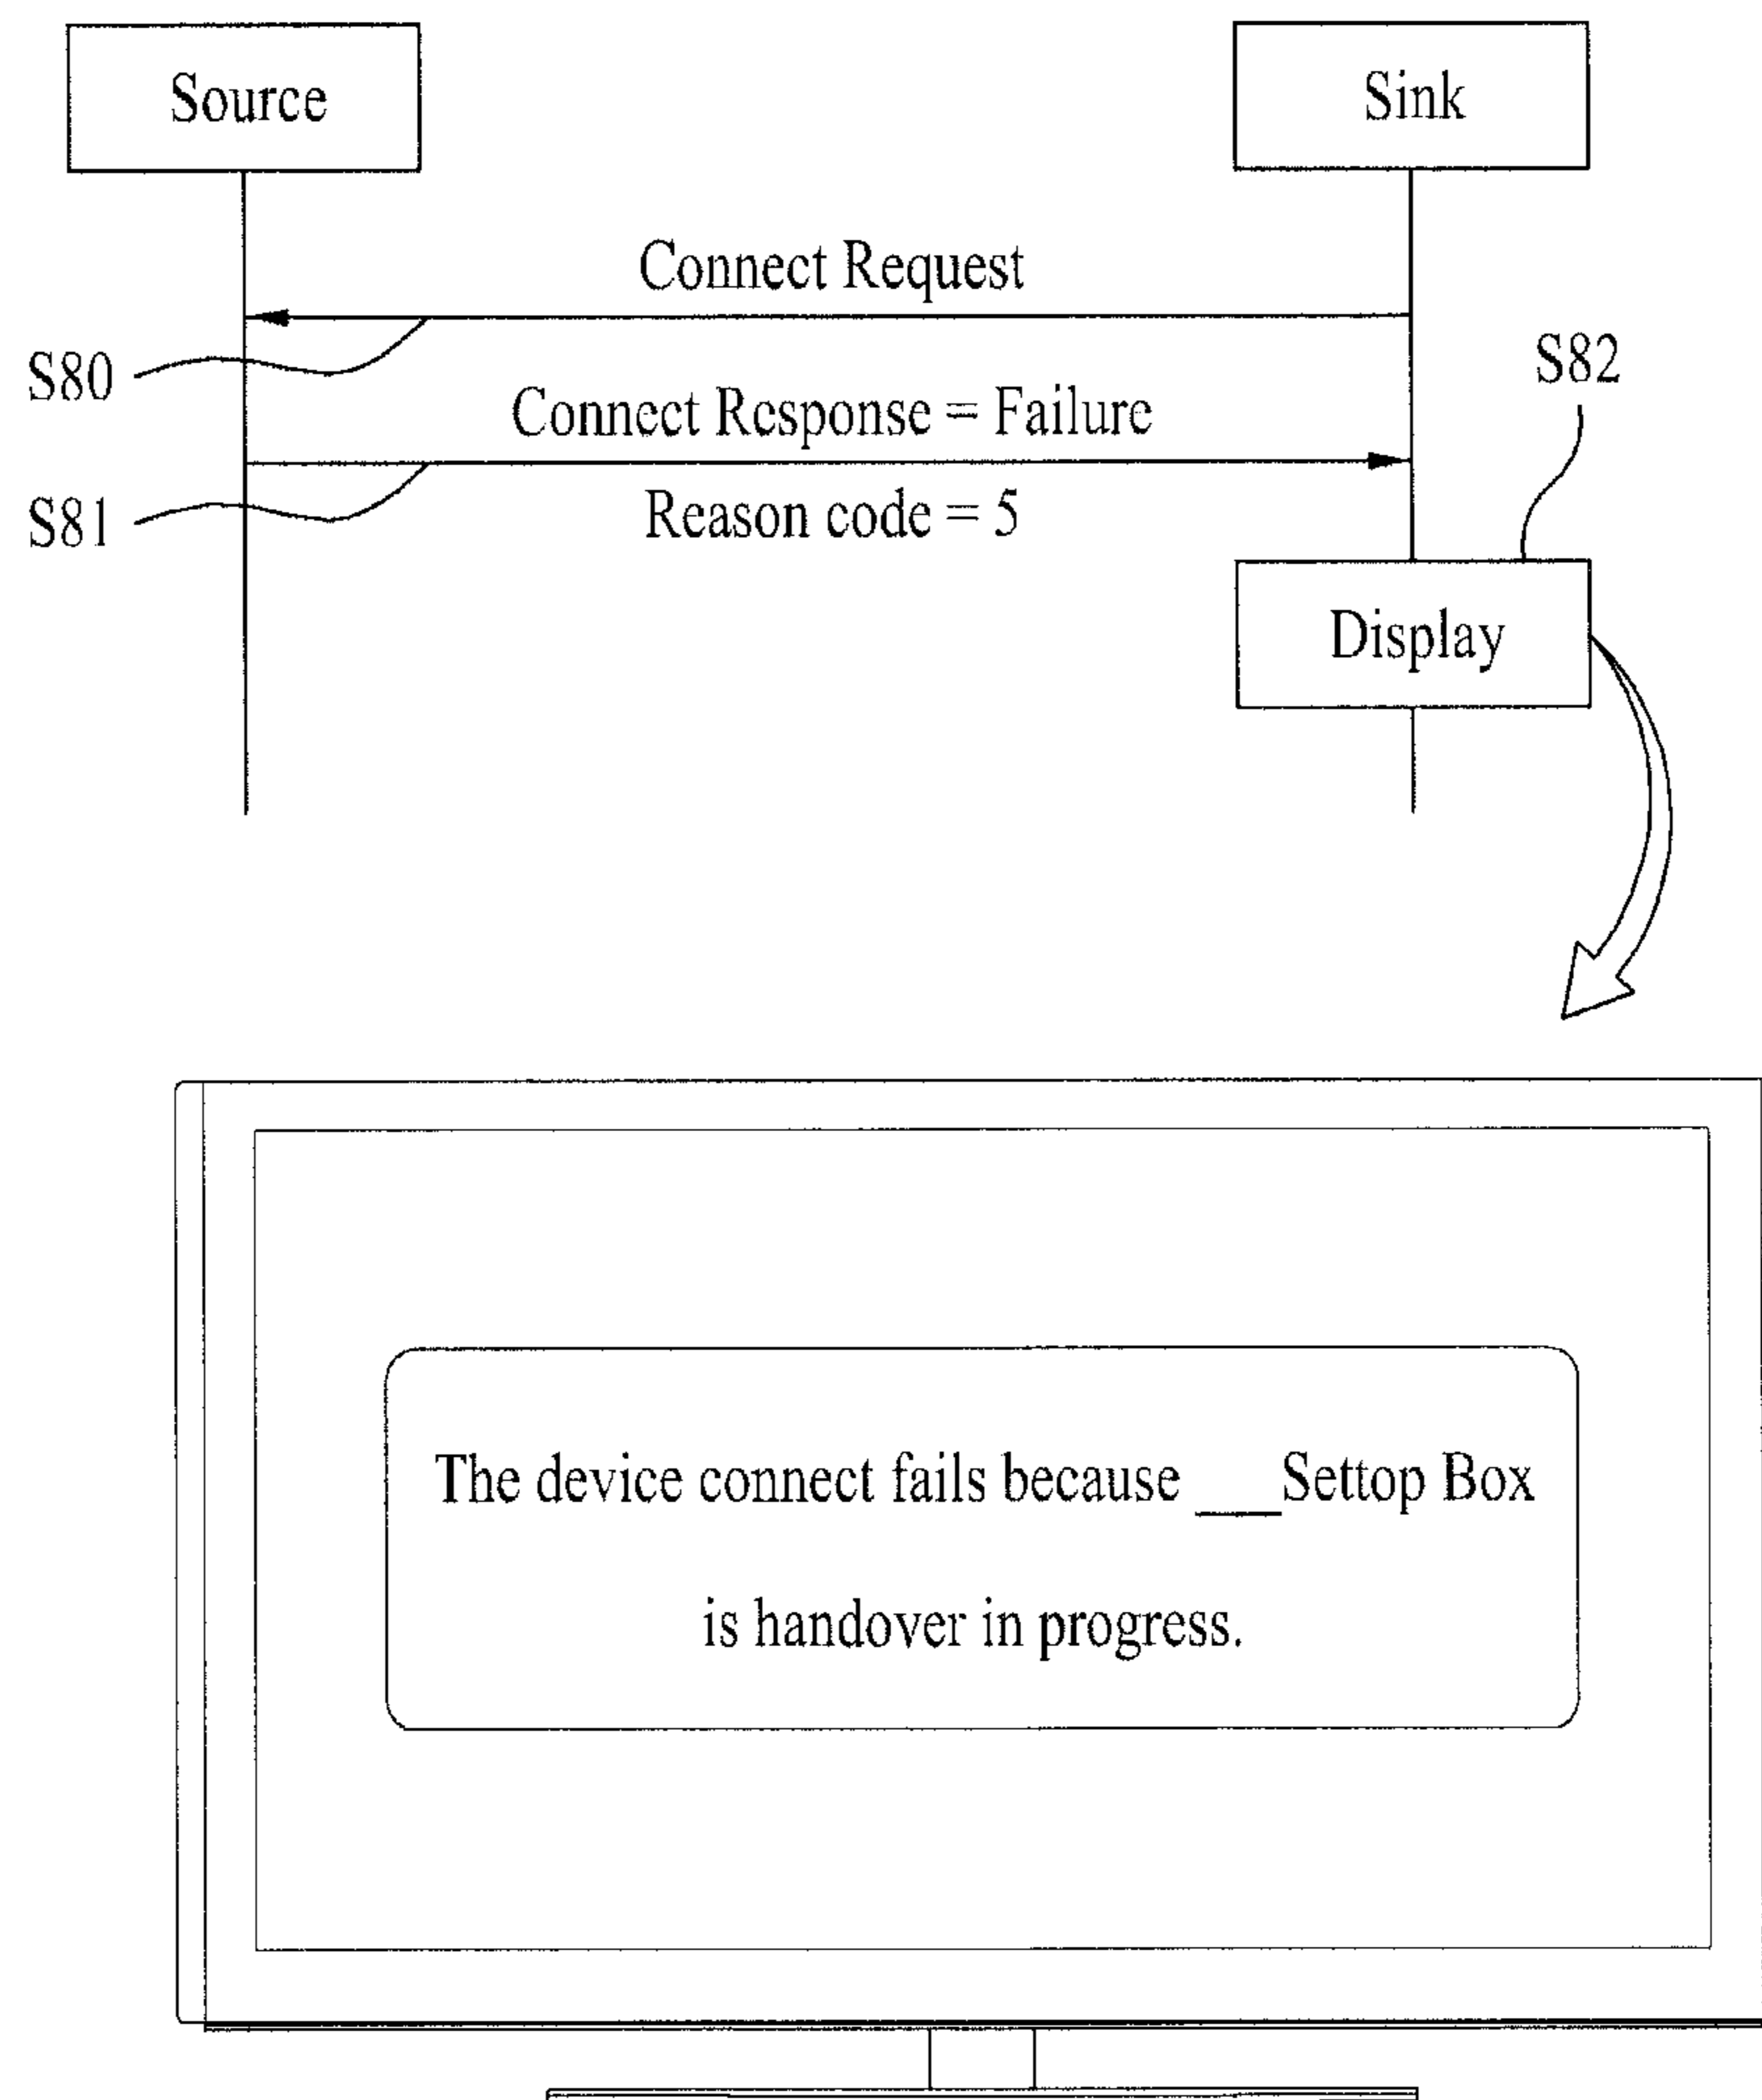 Source
Sink
Connect Request
S80
S82
Connect Response = Failure
S81
Reason code = 5
Display
The device connect fails because ___Settop Box
is handover in progress.